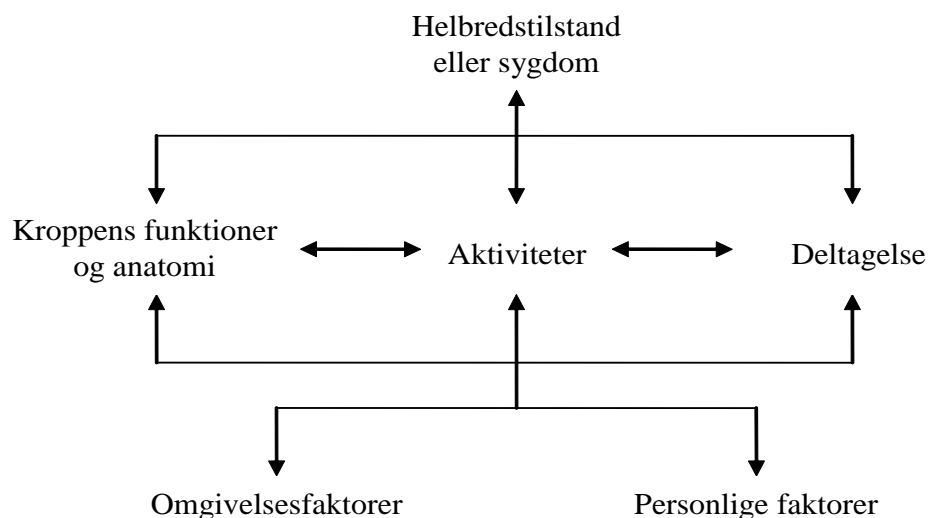 Helbredstilstand
eller sygdom
Kroppens funktioner
og anatomi
Aktiviteter
Deltagelse
Omgivelsesfaktorer
Personlige faktorer